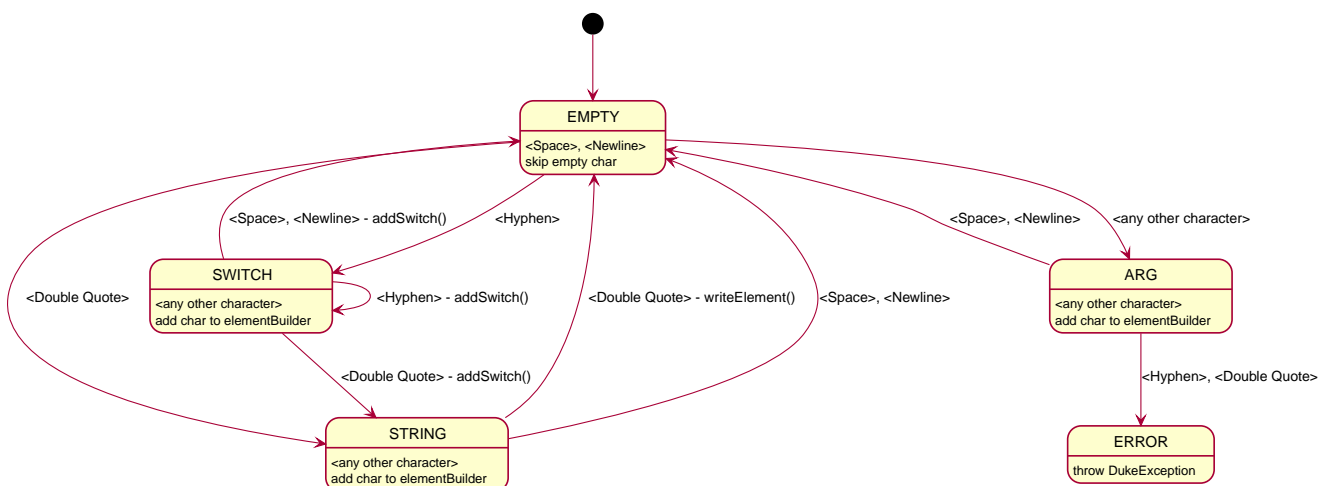 EMPTY
<Space>, <Newline>
skip empty char
<Space>, <Newline> - addSwitch()
<Hyphen>
<Space>, <Newline>
<any other character>
SWITCH
<any other character>
add char to elementBuilder
<Double Quote>
<Hyphen> - addSwitch()
<Double Quote> - writeElement()
<Space>, <Newline>
ARG
<any other character>
add char to elementBuilder
<Double Quote> - addSwitch()
<Hyphen>, <Double Quote>
STRING
<any other character>
add char to elementBuilder
ERROR
throw DukeException